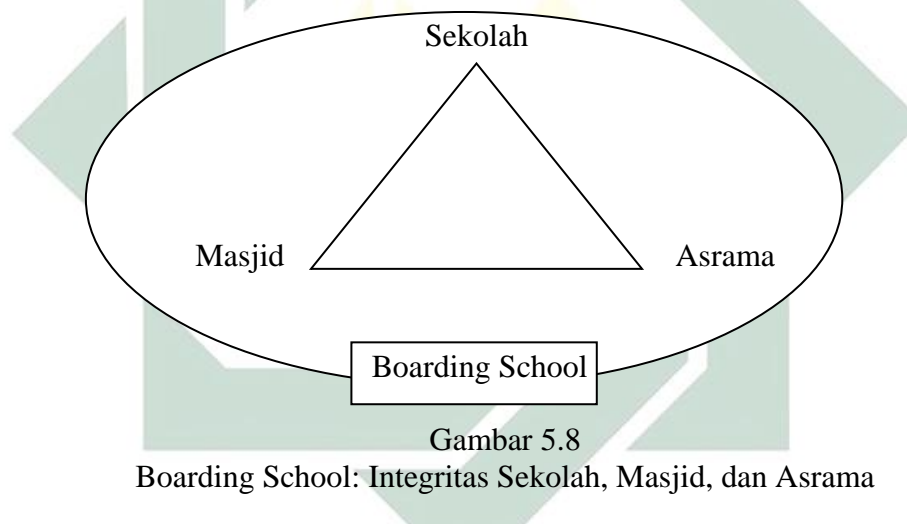 Sekolah
Masjid Asrama
Boarding School
Gambar 5.8
Boarding School: Integritas Sekolah, Masjid, dan Asrama